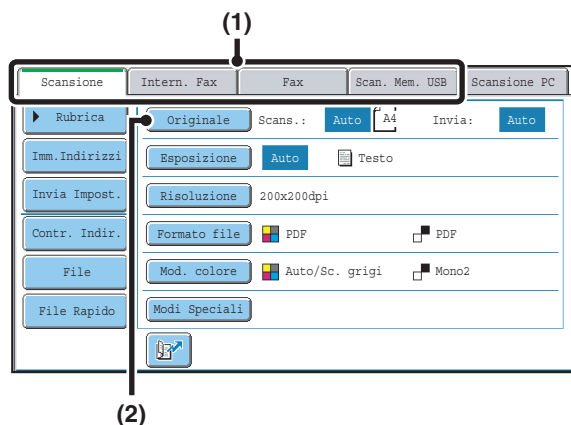 (1)
Scansione Intern. Fax Fax Scan. Mem. USB Scansione PC
Rubrica Originale Scans.: Auto A4 Invia: Auto
Imm.Indirizzi Esposizione Auto Testo
Invia Impost. Risoluzione 200x200dpi
Contr. Indir. Formato file PDF PDF
File Mod. colore Auto/Sc. grigi Mono2
File Rapido Modi Speciali
(2)